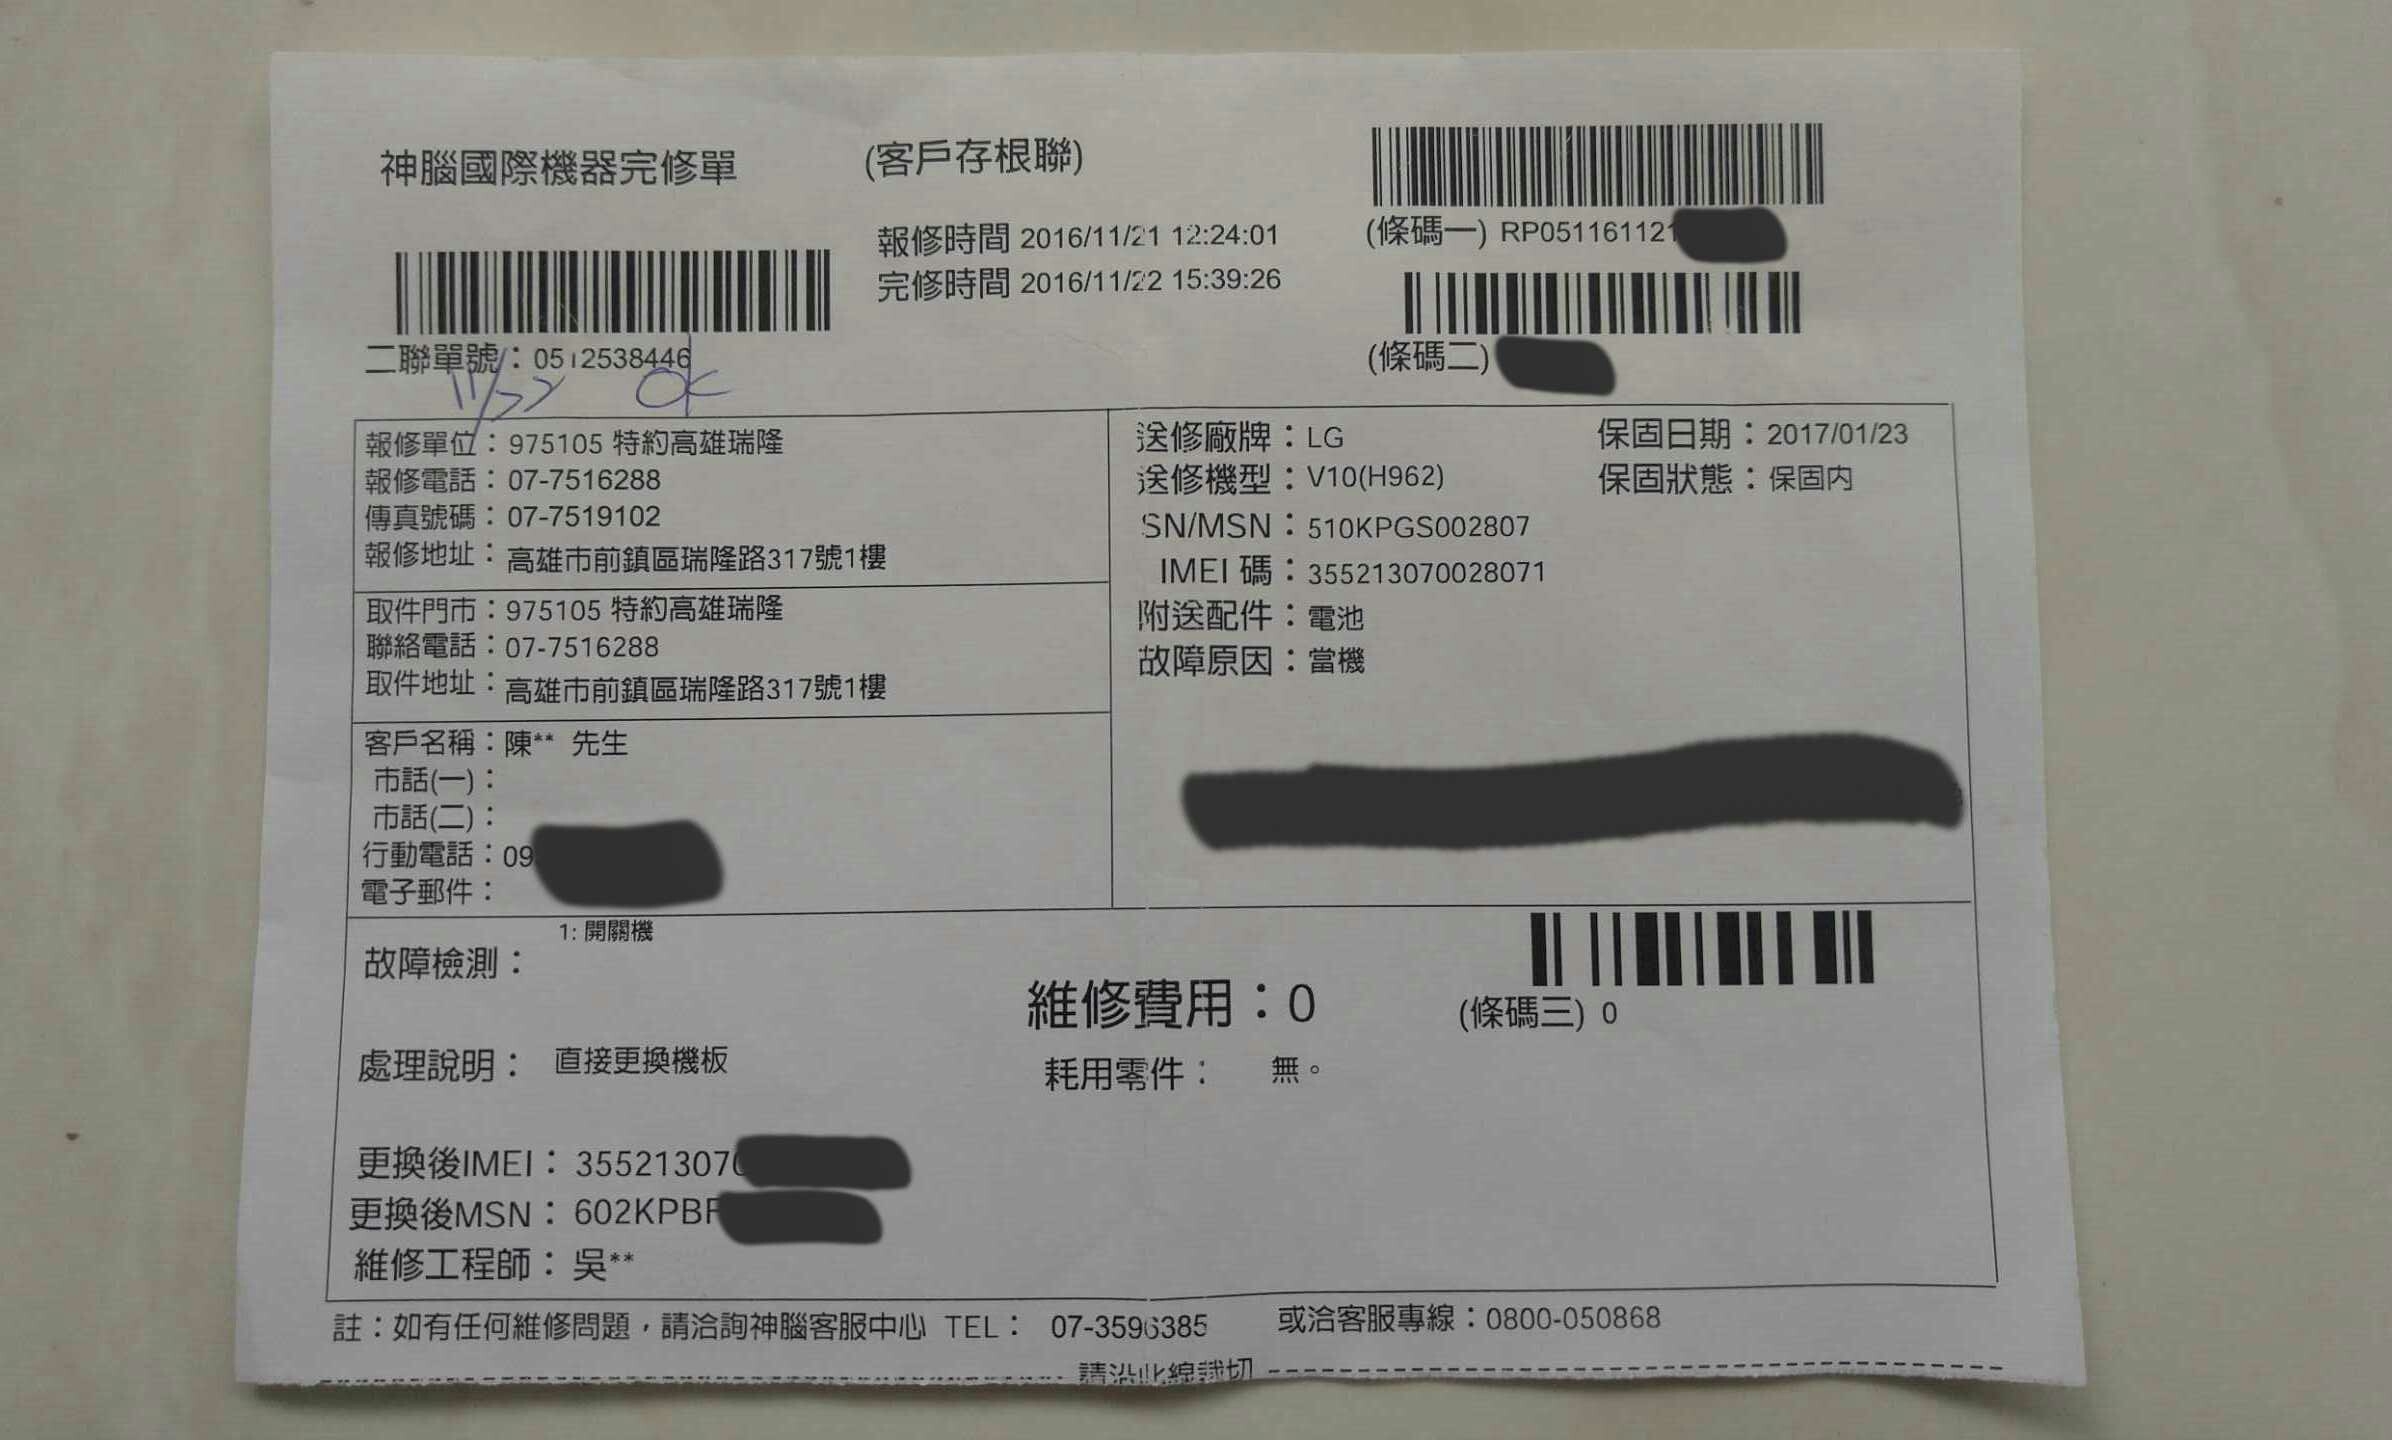 神腦國際機器完修單
(客戶存根聯)
報修時間 2016/11/21 12:24:01
完修時間 2016/11/22 15:39:26
(條碼一) RP051161121
(條碼二)
二聯單號：0512538446
11/22 OK
報修單位：975105 特約高雄瑞隆
報修電話：07-7516288
傳真號碼：07-7519102
報修地址：高雄市前鎮區瑞隆路317號1樓
取件門市：975105 特約高雄瑞隆
聯絡電話：07-7516288
取件地址：高雄市前鎮區瑞隆路317號1樓
客戶名稱：陳** 先生
市話(一)：
市話(二)：
行動電話：09
電子郵件：
送修廠牌：LG
保固日期：2017/01/23
送修機型：V10(H962)
保固狀態：保固內
SN/MSN：510KPGS002807
IMEI 碼：355213070028071
附送配件：電池
故障原因：當機
1: 開關機
故障檢測：
維修費用：0
(條碼三) 0
處理說明： 直接更換機板
耗用零件： 無。
更換後IMEI：355213070
更換後MSN：602KPBF
維修工程師：吳**
註：如有任何維修問題，請洽詢神腦客服中心 TEL： 07-3596385 或洽客服專線：0800-050868
請沿此線裁切